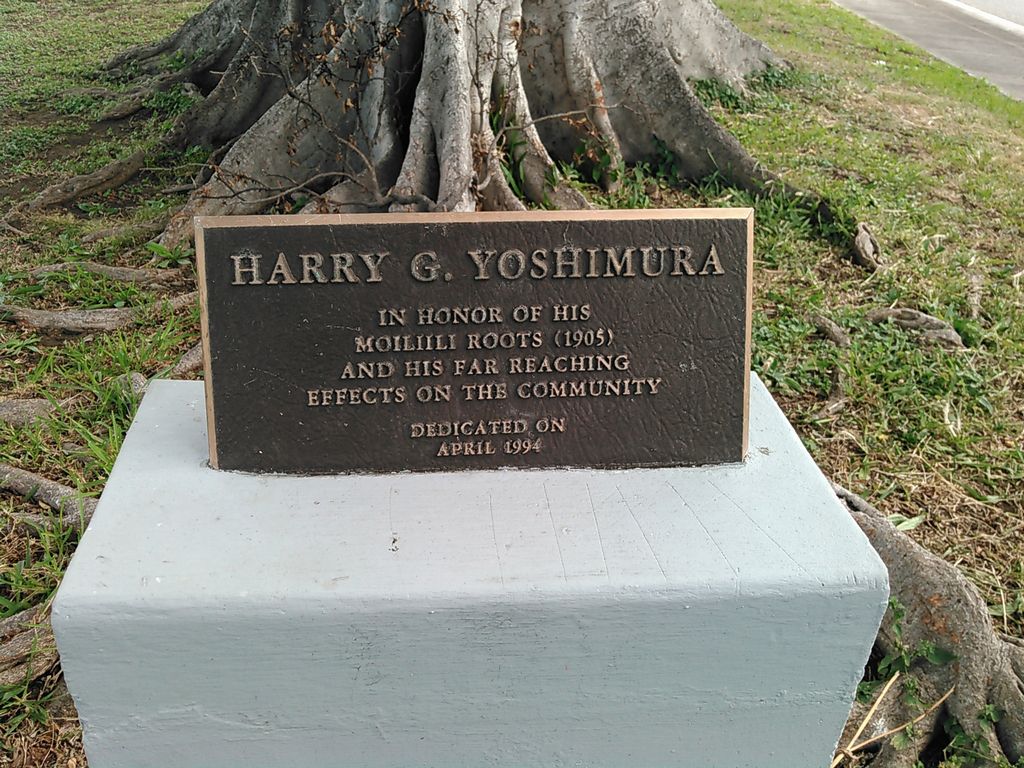 HARRY G. YOSHIMURA
IN HONOR OF HIS
MOILIILI ROOTS (1905)
AND HIS FAR REACHING
EFFECTS ON THE COMMUNITY
DEDICATED ON
APRIL 1994